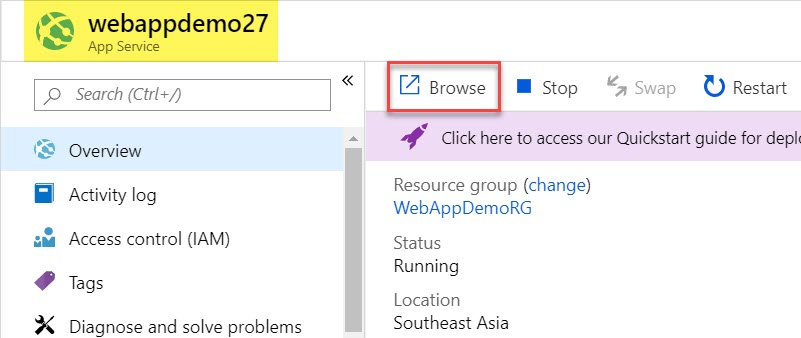 webappdemo27
App Service
Search (Ctrl+/)
«
Overview
Activity log
Access control (IAM)
Tags
Diagnose and solve problems
Browse Stop Swap Restart
Click here to access our Quickstart guide for deplo
Resource group (change)
WebAppDemoRG
Status
Running
Location
Southeast Asia